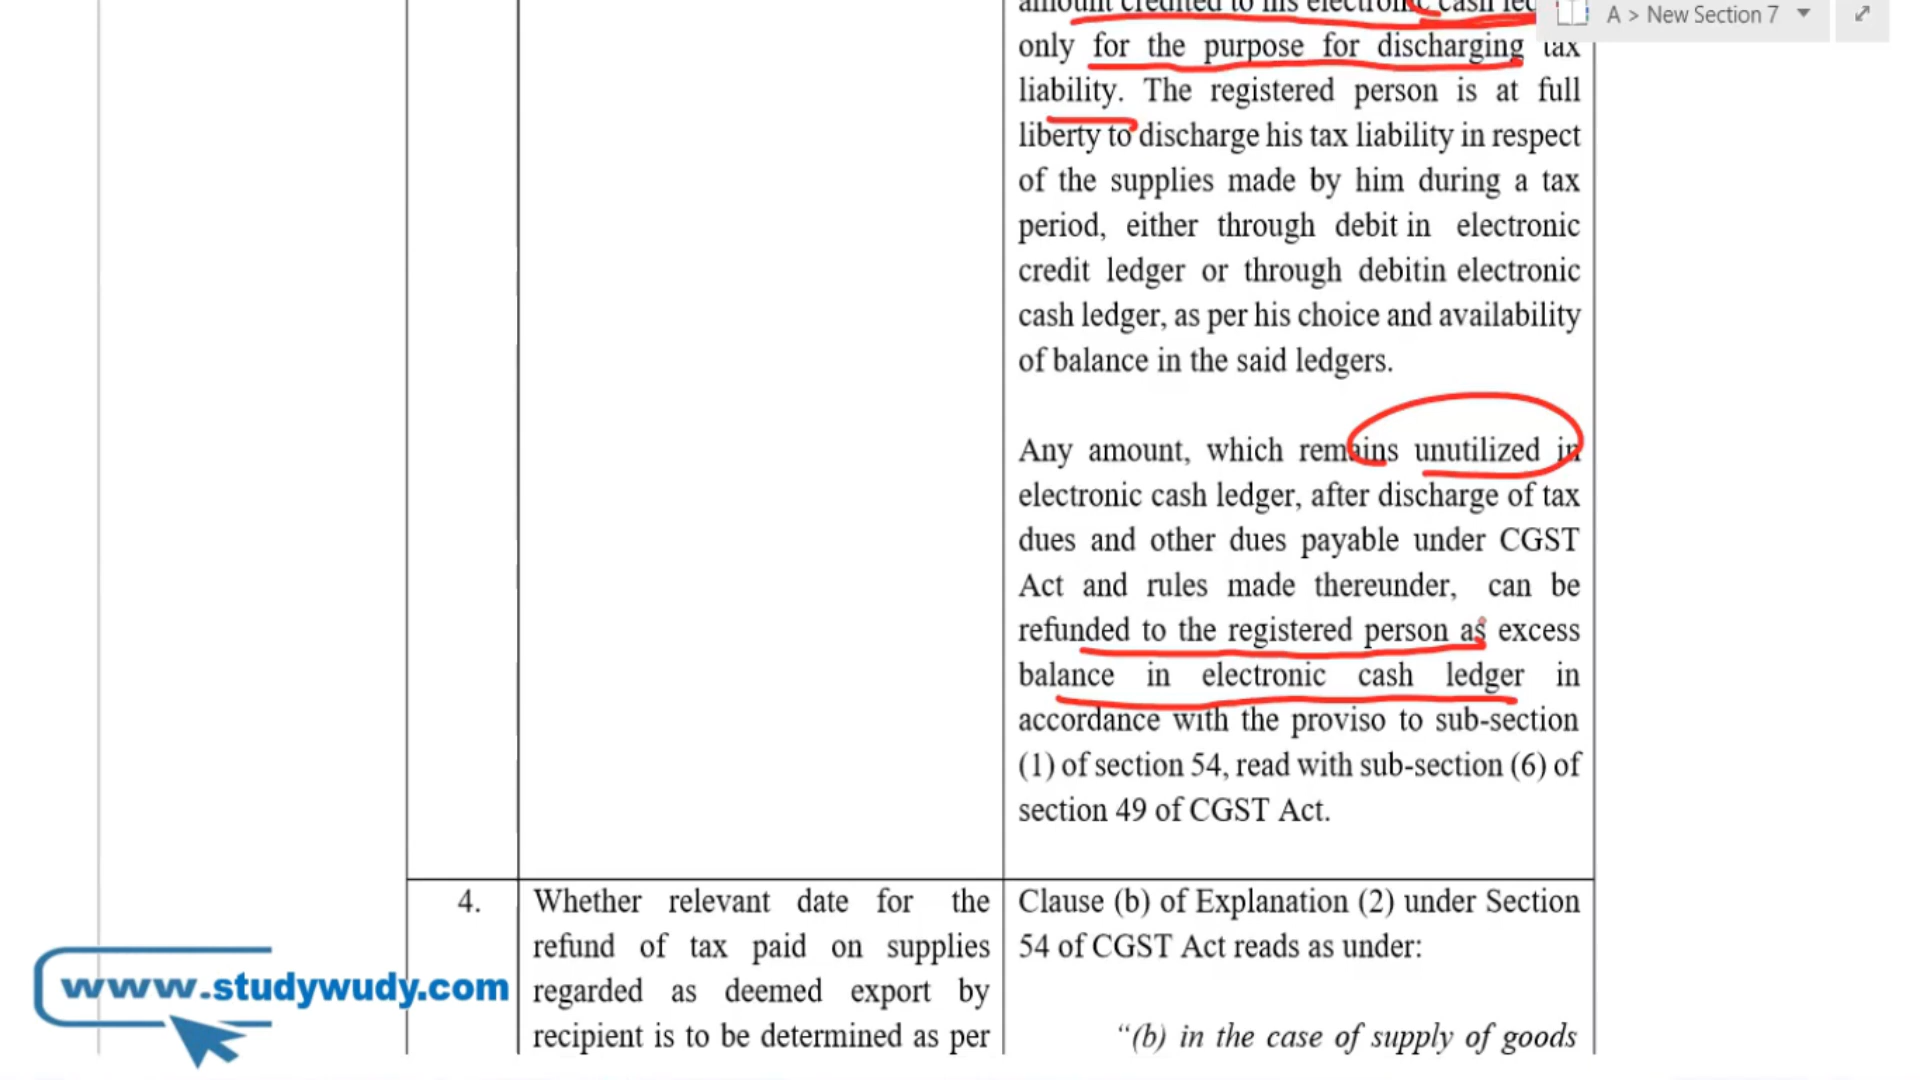 amount credited to his electronic cash led
A > New Section 7
only for the purpose for discharging tax
liability. The registered person is at full
liberty to discharge his tax liability in respect
of the supplies made by him during a tax
period, either through debit in electronic
credit ledger or through debitin electronic
cash ledger, as per his choice and availability
of balance in the said ledgers.
Any amount, which remains unutilized in
electronic cash ledger, after discharge of tax
dues and other dues payable under CGST
Act and rules made thereunder, can be
refunded to the registered person as excess
balance in electronic cash ledger in
accordance with the proviso to sub-section
(1) of section 54, read with sub-section (6) of
section 49 of CGST Act.
4.
Whether relevant date for the
refund of tax paid on supplies
regarded as deemed export by
recipient is to be determined as per
Clause (b) of Explanation (2) under Section
54 of CGST Act reads as under:
“(b) in the case of supply of goods
www.studywudy.com